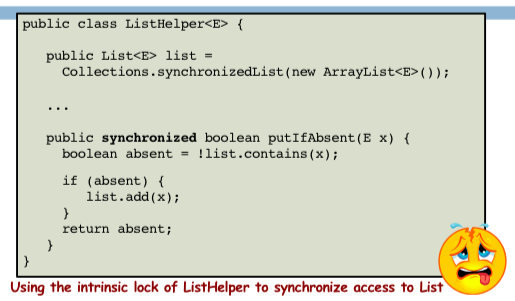 public class ListHelper<E> {
public List<E> list =
Collections.synchronizedList(new ArrayList<E>());
...
public synchronized boolean putIfAbsent(E x) {
boolean absent = !list.contains(x);
if (absent) {
list.add(x);
}
return absent;
}
}
Using the intrinsic lock of ListHelper to synchronize access to List